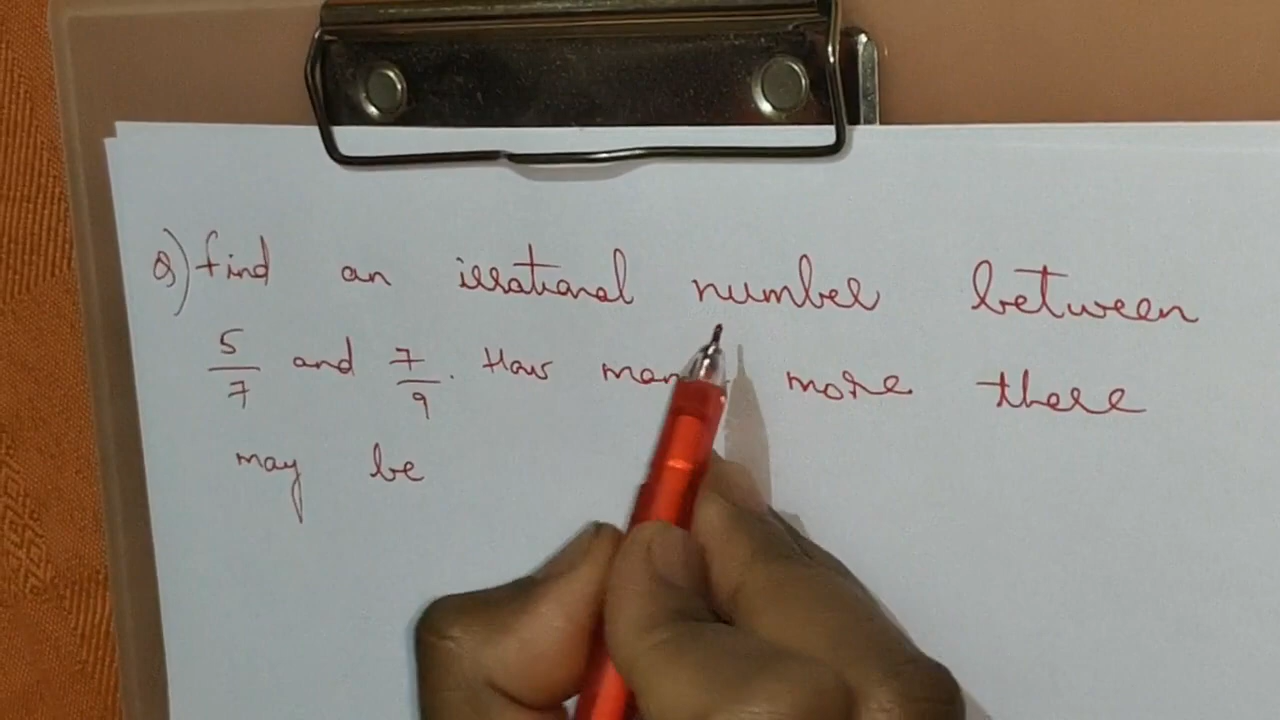 Q) find an irrational number between
5/7 and 7/9. How many more there
may be